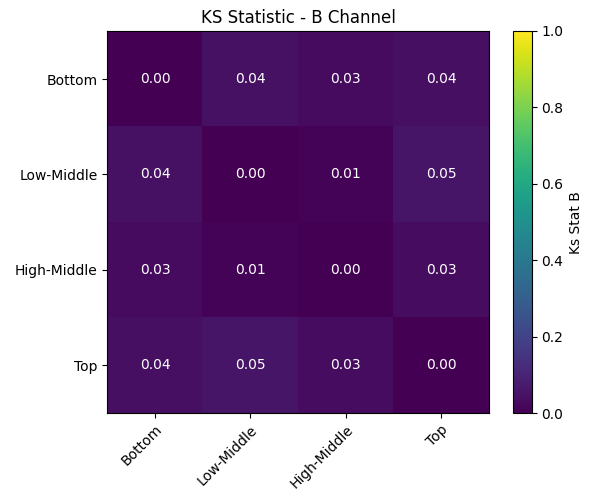 KS Statistic - B Channel
Bottom 0.00 0.04 0.03 0.04
Low-Middle 0.04 0.00 0.01 0.05
High-Middle 0.03 0.01 0.00 0.03
Top 0.04 0.05 0.03 0.00
Bottom Low-Middle High-Middle Top
1.0
0.8
0.6
0.4
0.2
0.0
Ks Stat B